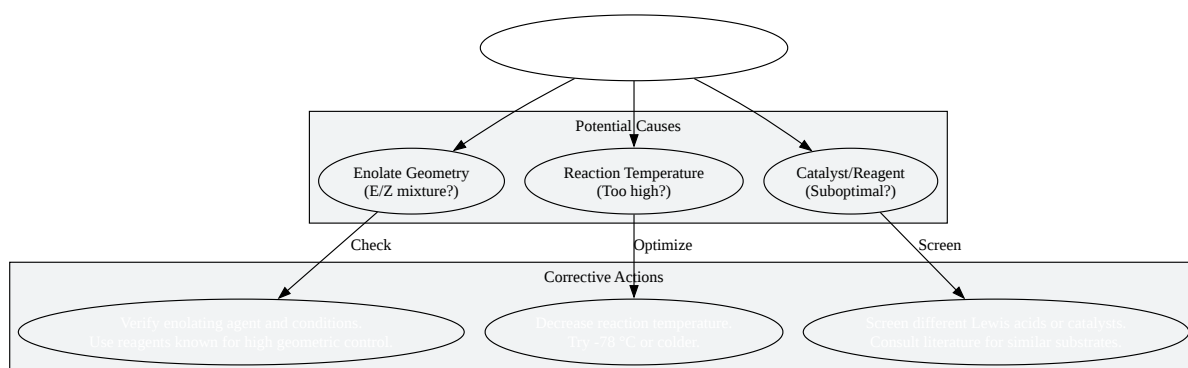 Potential Causes
Enolate Geometry
(E/Z mixture?)
Reaction Temperature
(Too high?)
Catalyst/Reagent
(Suboptimal?)
Check
Optimize
Screen
Corrective Actions
Verify enolating agent and conditions.
Use reagents known for high geometric control.
Decrease reaction temperature.
Try -78 °C or colder.
Screen different Lewis acids or catalysts.
Consult literature for similar substrates.